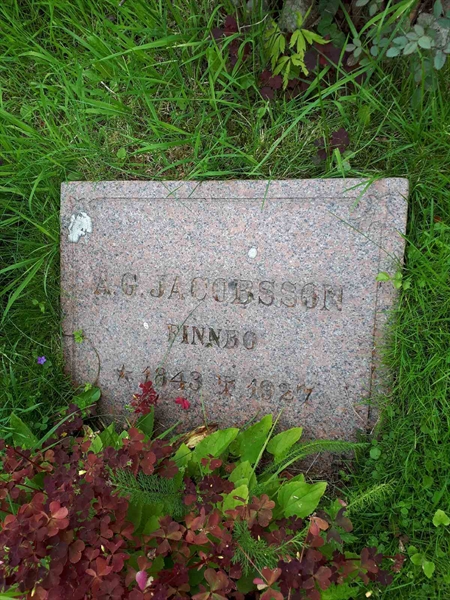 A.G. JACOBSSON
FINNBO
* 1843 † 1927